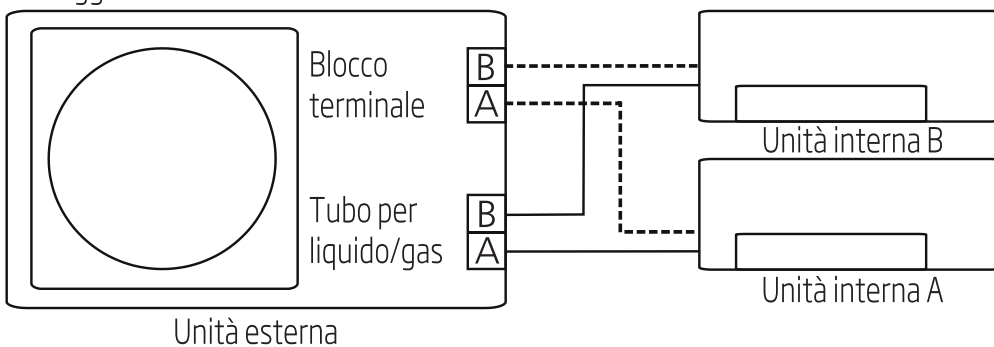 Blocco
terminale
B
A
Tubo per
liquido/gas
B
A
Unità esterna
Unità interna B
Unità interna A